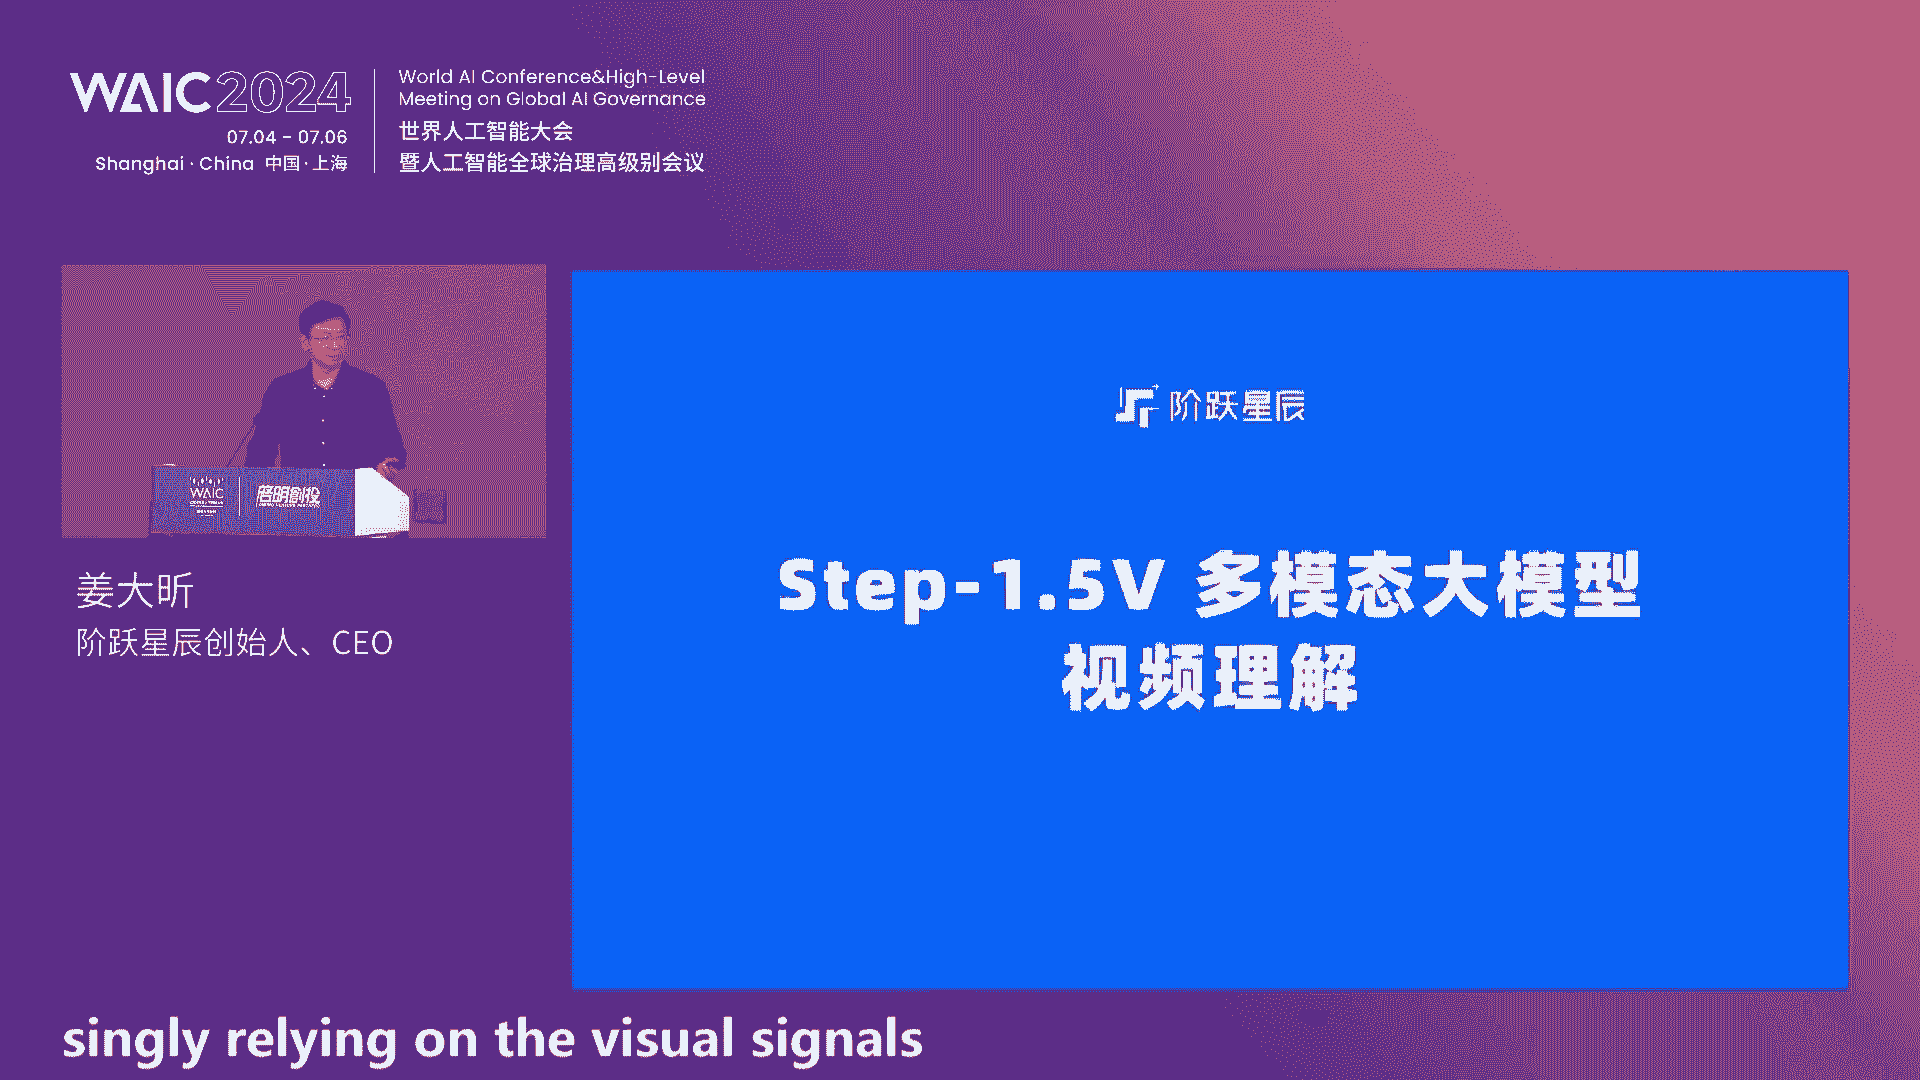 WAIC 2024
07.04 - 07.06
Shanghai · China 中国·上海
World AI Conference&High-Level
Meeting on Global AI Governance
世界人工智能大会
暨人工智能全球治理高级别会议
WAIC
啓明創投
姜大昕
阶跃星辰创始人、CEO
阶跃星辰
Step-1.5V 多模态大模型
视频理解
singly relying on the visual signals